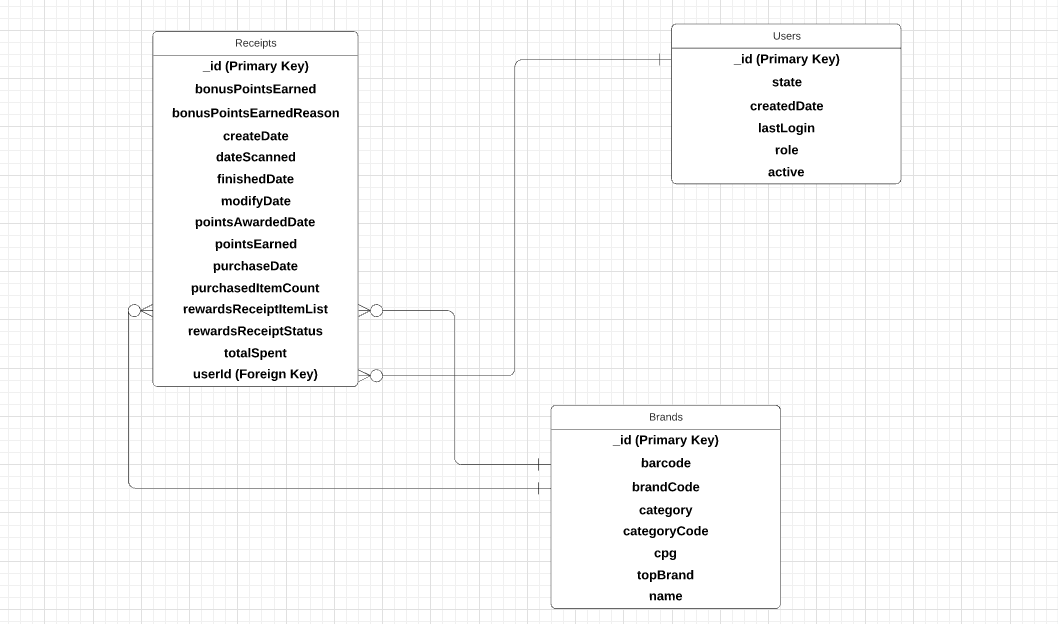 Receipts
_id (Primary Key)
bonusPointsEarned
bonusPointsEarnedReason
createDate
dateScanned
finishedDate
modifyDate
pointsAwardedDate
pointsEarned
purchaseDate
purchasedItemCount
rewardsReceiptItemList
rewardsReceiptStatus
totalSpent
userId (Foreign Key)
Users
_id (Primary Key)
state
createdDate
lastLogin
role
active
Brands
_id (Primary Key)
barcode
brandCode
category
categoryCode
cpg
topBrand
name